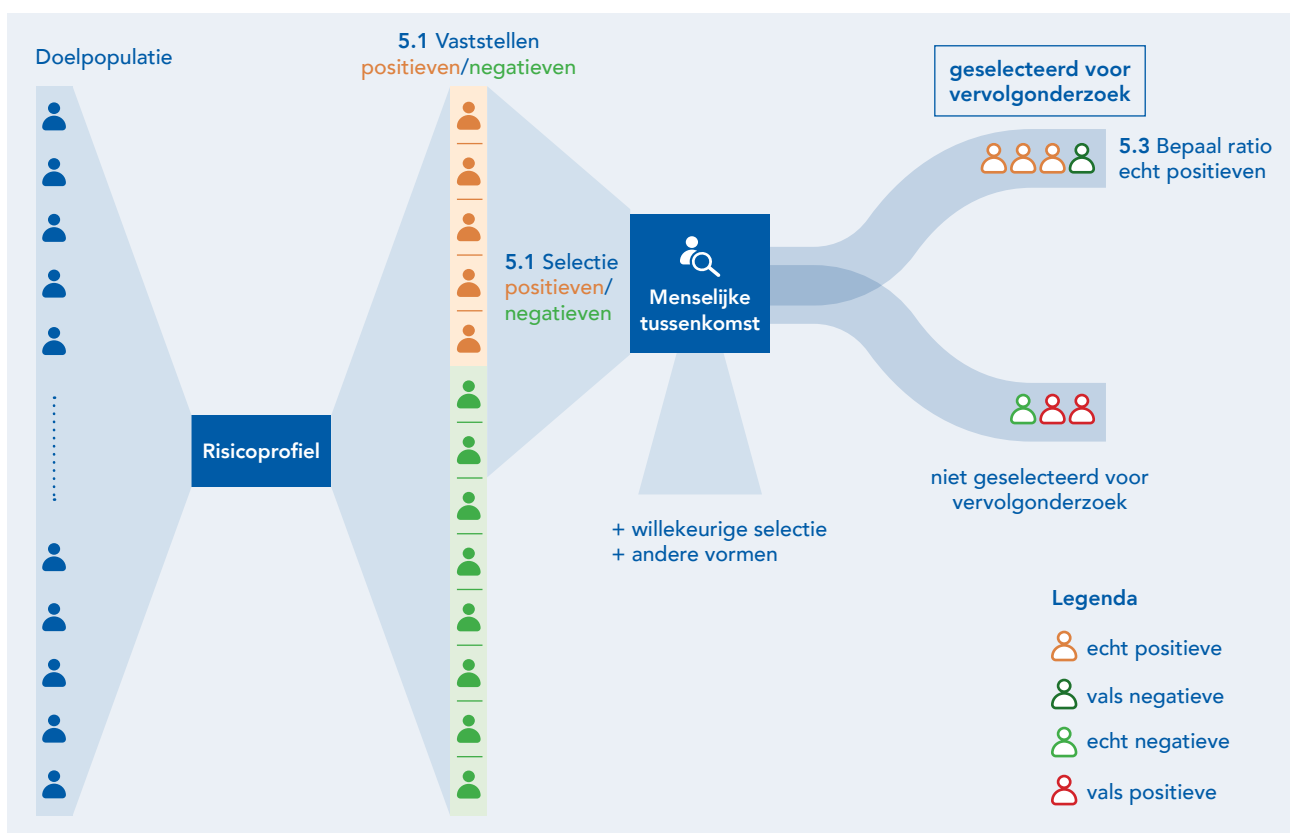 Doelpopulatie
5.1 Vaststellen
positieven/negatieven
geselecteerd voor
vervolgonderzoek
5.3 Bepaal ratio
echt positieven
5.1 Selectie
positieven/
negatieven
Menselijke
tussenkomst
Risicoprofiel
niet geselecteerd voor
vervolgonderzoek
+ willekeurige selectie
+ andere vormen
Legenda
echt positieve
vals negatieve
echt negatieve
vals positieve